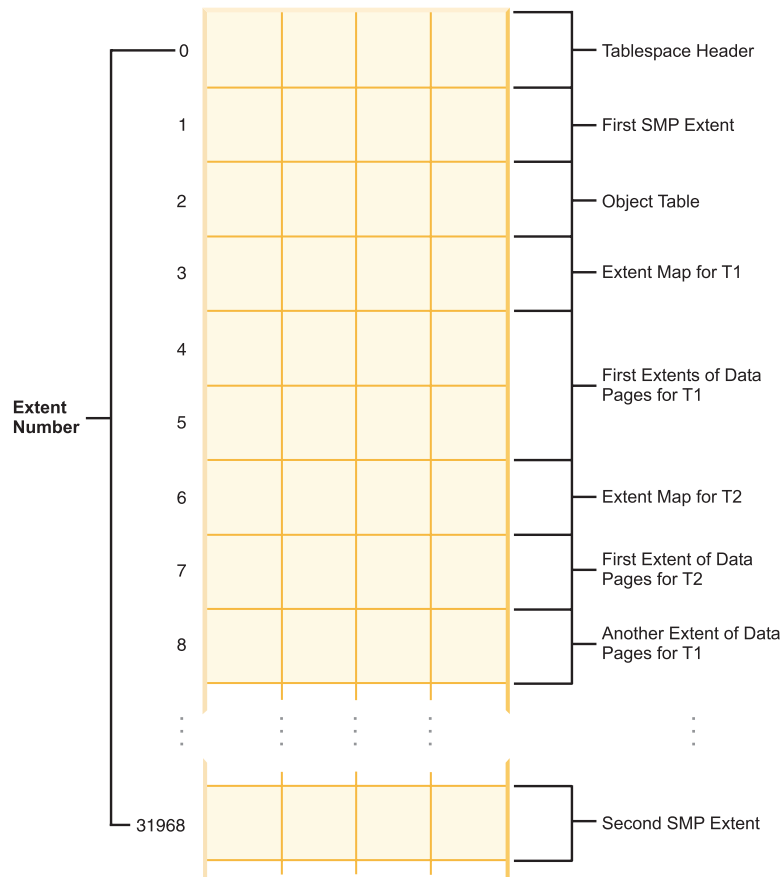 0
Tablespace Header
1
First SMP Extent
2
Object Table
3
Extent Map for T1
4
First Extents of Data
Pages for T1
Extent
Number
5
6
Extent Map for T2
7
First Extent of Data
Pages for T2
8
Another Extent of Data
Pages for T1
31968
Second SMP Extent